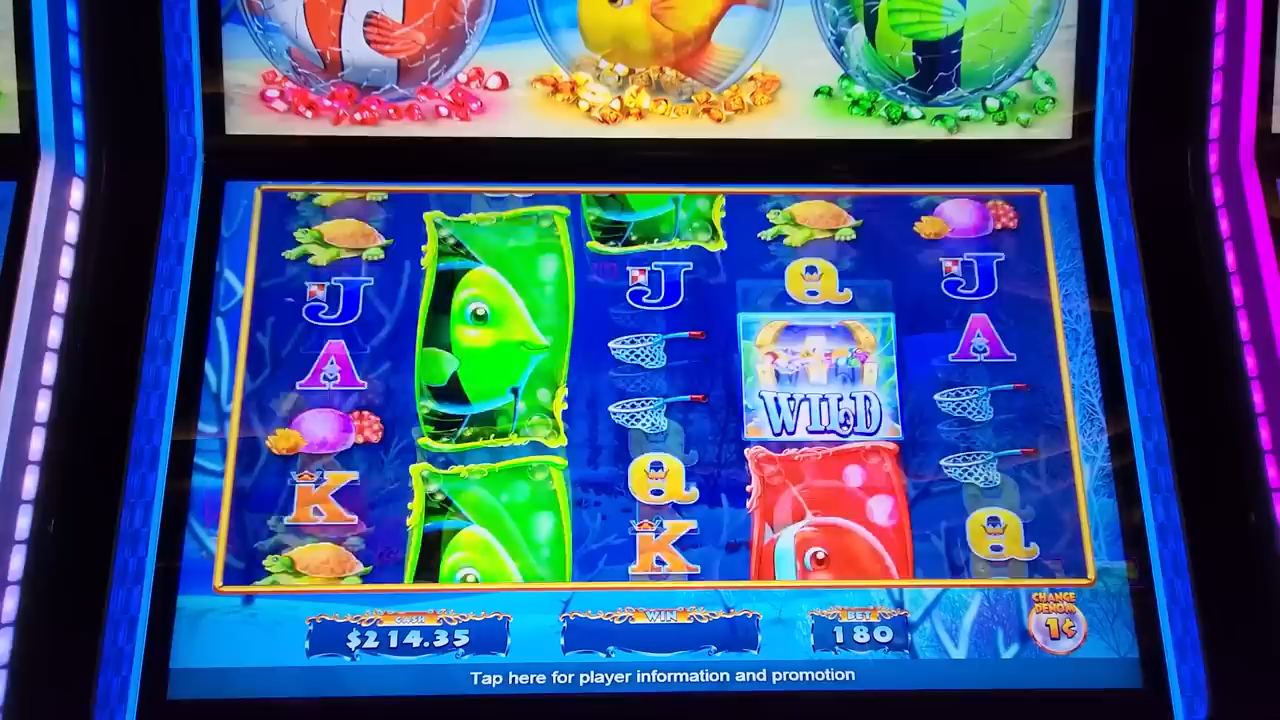 Q
J
J
A
WILD
A
Q
K
K
Q
CASH
WIN
BET
CHANGE
DENOM
$214.35
180
1¢
Tap here for player information and promotion